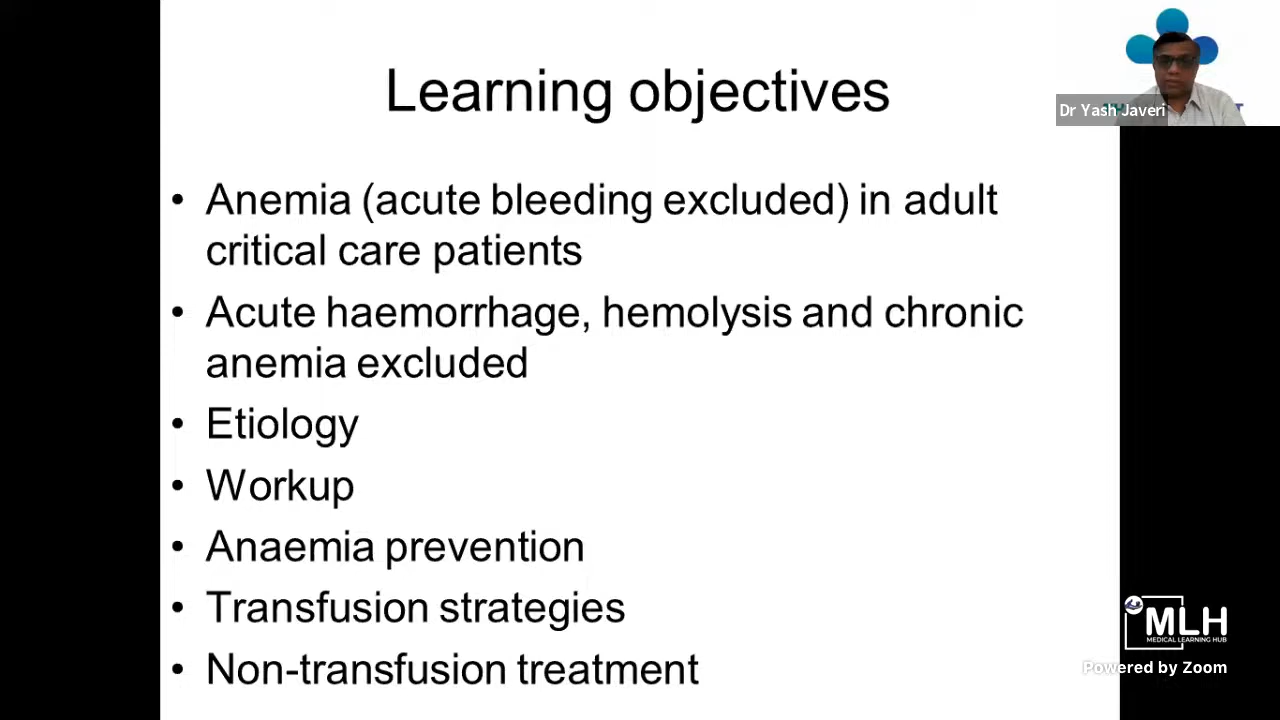 Learning objectives
Dr Yash Javeri
• Anemia (acute bleeding excluded) in adult
critical care patients
• Acute haemorrhage, hemolysis and chronic
anemia excluded
• Etiology
• Workup
• Anaemia prevention
• Transfusion strategies
• Non-transfusion treatment
MLH
MEDICAL LEARNING HUB
Powered by Zoom